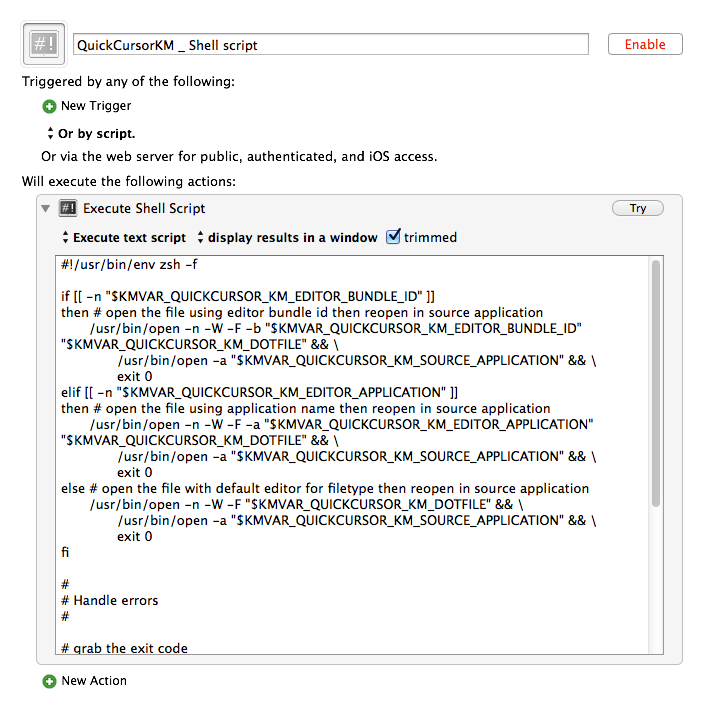 #!
QuickCursorKM _ Shell script
Enable
Triggered by any of the following:
New Trigger
Or by script.
Or via the web server for public, authenticated, and iOS access.
Will execute the following actions:
#! Execute Shell Script Try
Execute text script display results in a window trimmed
#!/usr/bin/env zsh -f
if [[ -n "$KMVAR_QUICKCURSOR_KM_EDITOR_BUNDLE_ID" ]]
then # open the file using editor bundle id then reopen in source application
/usr/bin/open -n -W -F -b "$KMVAR_QUICKCURSOR_KM_EDITOR_BUNDLE_ID"
"$KMVAR_QUICKCURSOR_KM_DOTFILE" && \
/usr/bin/open -a "$KMVAR_QUICKCURSOR_KM_SOURCE_APPLICATION" && \
exit 0
elif [[ -n "$KMVAR_QUICKCURSOR_KM_EDITOR_APPLICATION" ]]
then # open the file using application name then reopen in source application
/usr/bin/open -n -W -F -a "$KMVAR_QUICKCURSOR_KM_EDITOR_APPLICATION"
"$KMVAR_QUICKCURSOR_KM_DOTFILE" && \
/usr/bin/open -a "$KMVAR_QUICKCURSOR_KM_SOURCE_APPLICATION" && \
exit 0
else # open the file with default editor for filetype then reopen in source application
/usr/bin/open -n -W -F "$KMVAR_QUICKCURSOR_KM_DOTFILE" && \
/usr/bin/open -a "$KMVAR_QUICKCURSOR_KM_SOURCE_APPLICATION" && \
exit 0
fi
#
# Handle errors
#
# grab the exit code
New Action